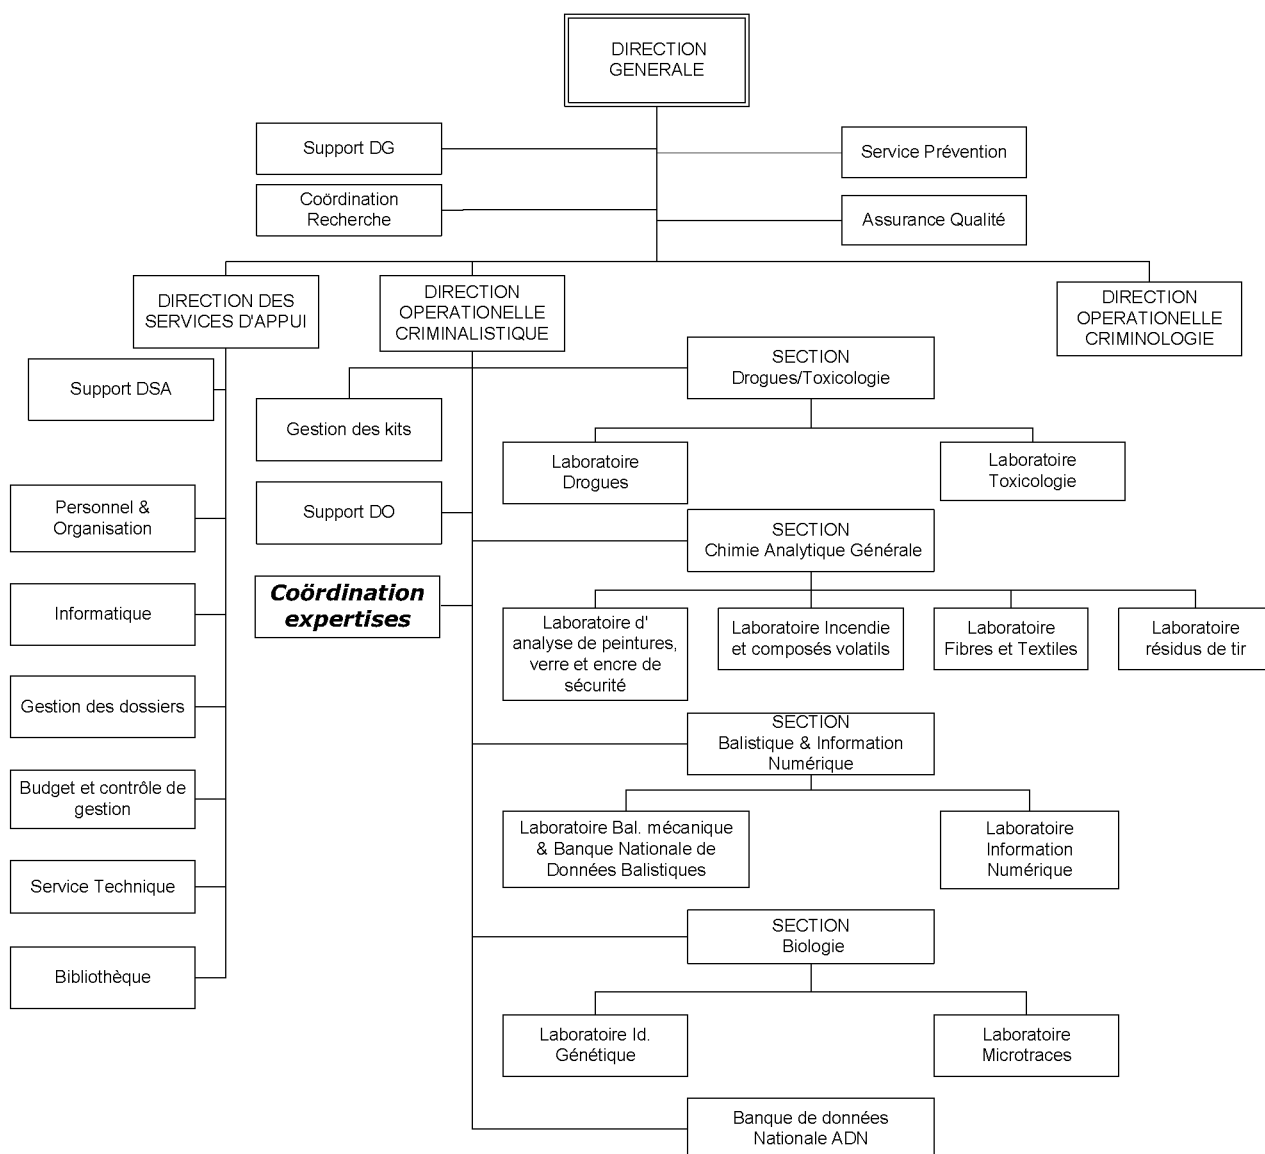 DIRECTION
GENERALE
Support DG
Service Prévention
Coördination
Recherche
Assurance Qualité
DIRECTION DES
SERVICES D'APPUI
DIRECTION
OPERATIONELLE
CRIMINALISTIQUE
DIRECTION
OPERATIONELLE
CRIMINOLOGIE
Support DSA
SECTION
Drogues/Toxicologie
Gestion des kits
Laboratoire
Drogues
Laboratoire
Toxicologie
Personnel &
Organisation
Support DO
SECTION
Chimie Analytique Générale
Informatique
Coördination
expertises
Laboratoire d'
analyse de peintures,
verre et encre de
sécurité
Laboratoire Incendie
et composés volatils
Laboratoire
Fibres et Textiles
Laboratoire
résidus de tir
Gestion des dossiers
SECTION
Balistique & Information
Numérique
Budget et contrôle de
gestion
Laboratoire Bal. mécanique
& Banque Nationale de
Données Balistiques
Laboratoire
Information
Numérique
Service Technique
SECTION
Biologie
Bibliothèque
Laboratoire Id.
Génétique
Laboratoire
Microtraces
Banque de données
Nationale ADN